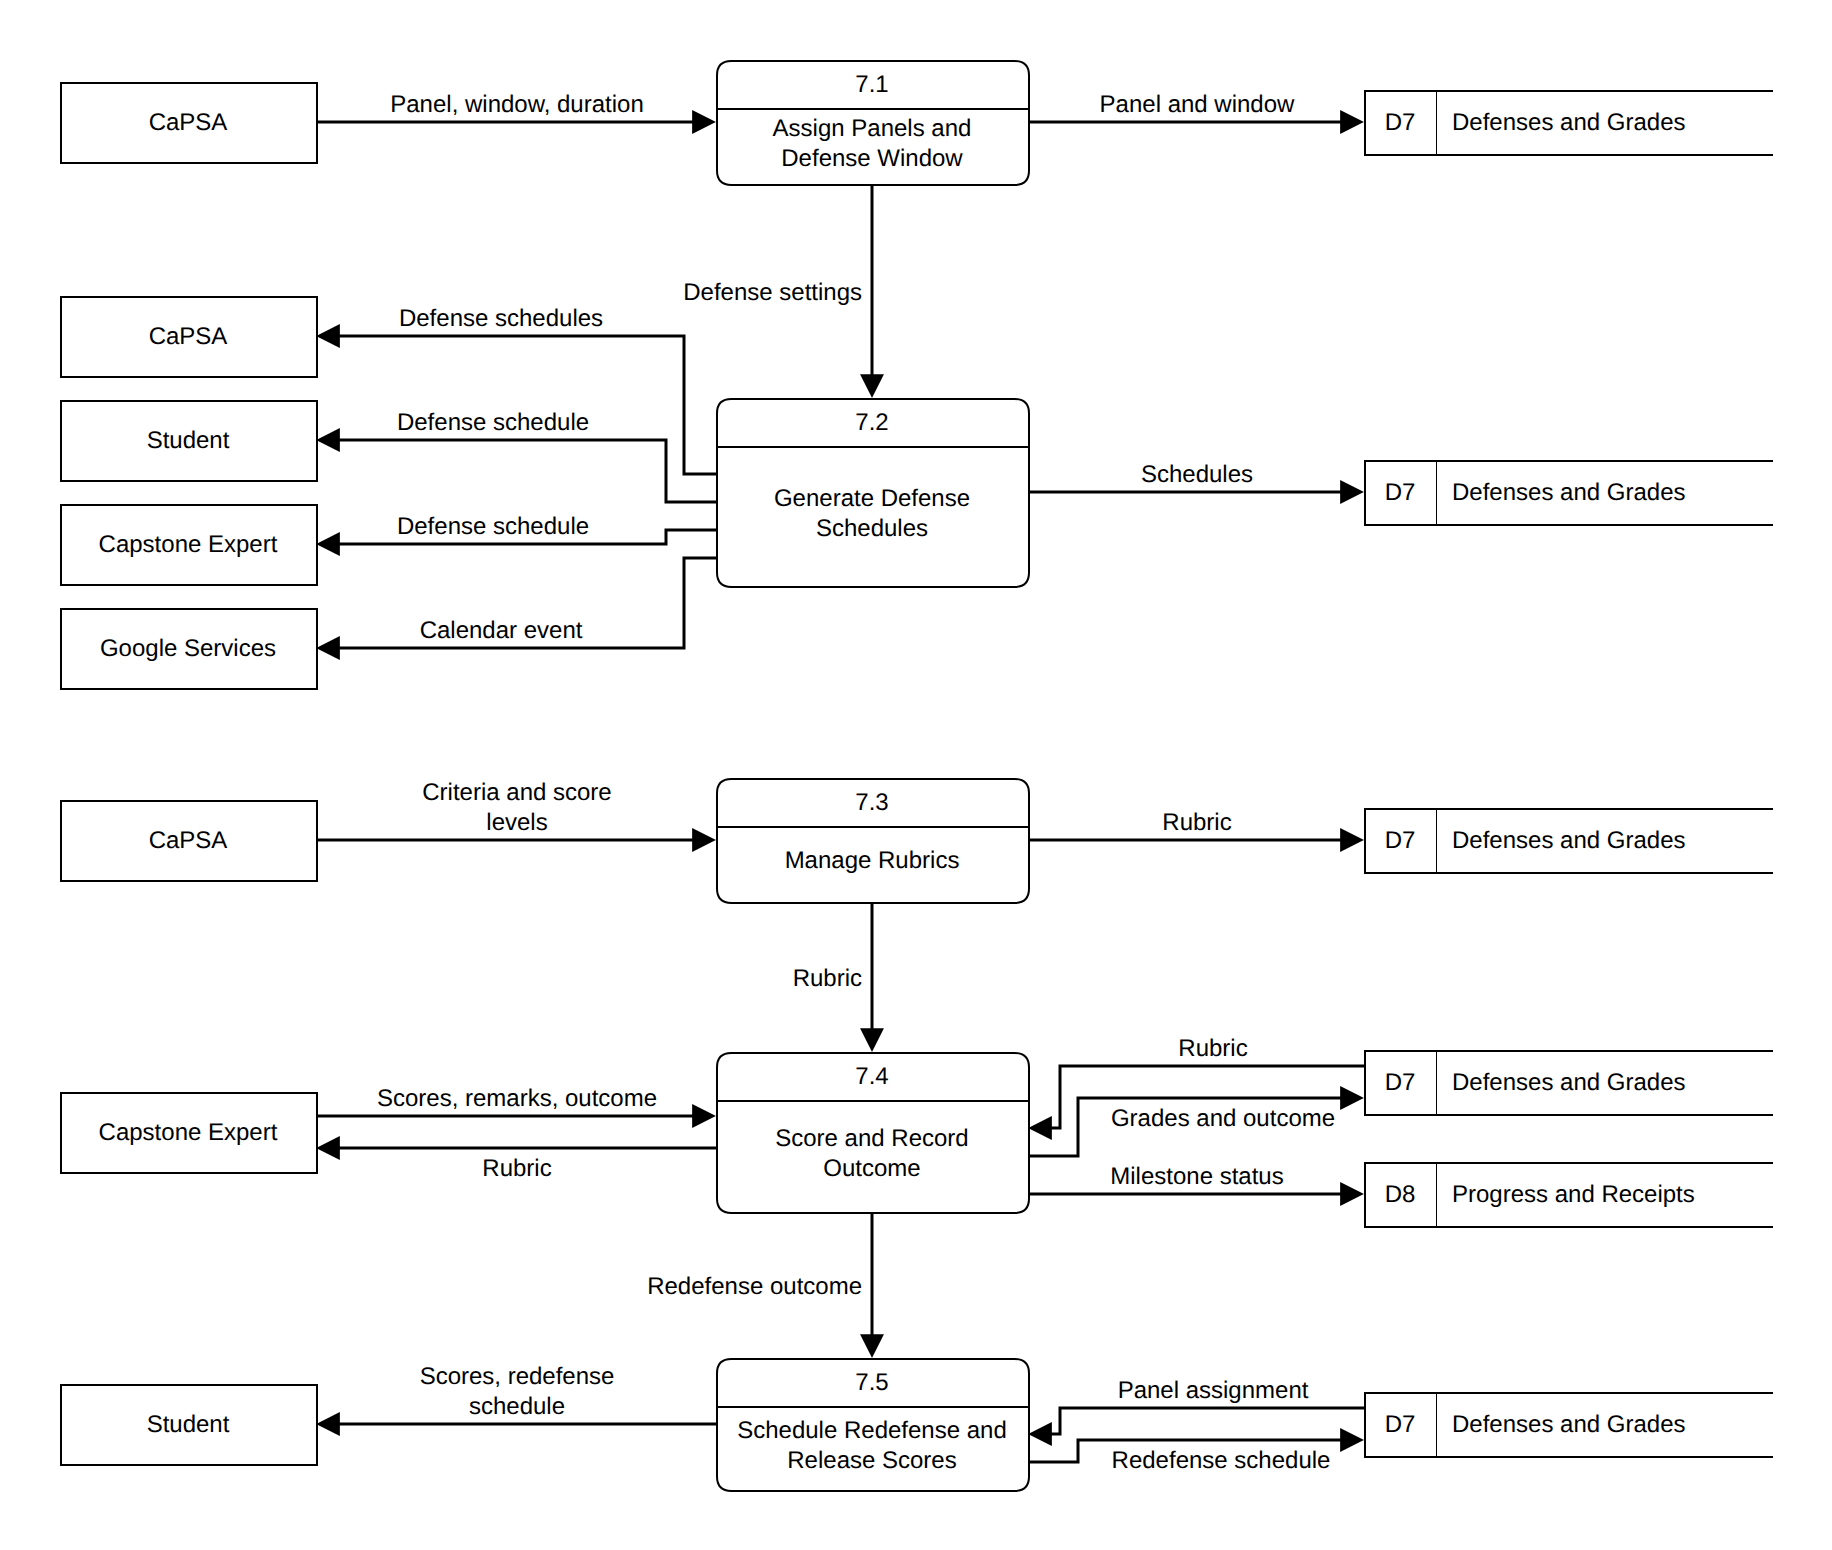 7.1
CaPSA
Panel, window, duration
Assign Panels and
Defense Window
Panel and window
D7
Defenses and Grades
Defense settings
CaPSA
Defense schedules
Student
Defense schedule
7.2
Generate Defense
Schedules
Schedules
D7
Defenses and Grades
Capstone Expert
Defense schedule
Google Services
Calendar event
CaPSA
Criteria and score
levels
7.3
Manage Rubrics
Rubric
D7
Defenses and Grades
Rubric
Capstone Expert
Scores, remarks, outcome
Rubric
7.4
Score and Record
Outcome
Rubric
D7
Defenses and Grades
Grades and outcome
Milestone status
D8
Progress and Receipts
Redefense outcome
Student
Scores, redefense
schedule
7.5
Schedule Redefense and
Release Scores
Panel assignment
D7
Defenses and Grades
Redefense schedule